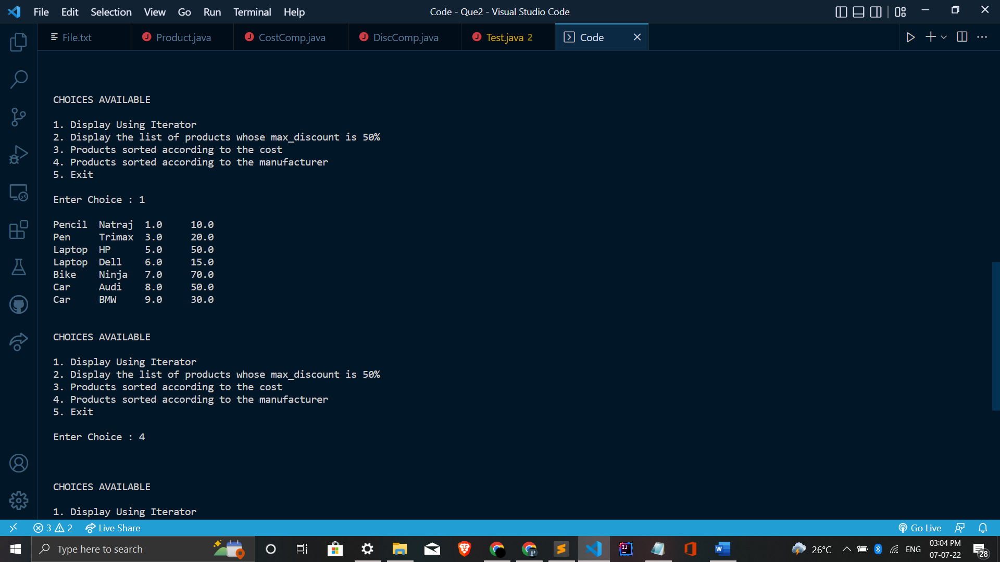 File Edit Selection View Go Run Terminal Help
Code - Que2 - Visual Studio Code
File.txt
Product.java
CostComp.java
DiscComp.java
Test.java 2
Code
CHOICES AVAILABLE
1. Display Using Iterator
2. Display the list of products whose max_discount is 50%
3. Products sorted according to the cost
4. Products sorted according to the manufacturer
5. Exit
Enter Choice : 1
Pencil Natraj 1.0 10.0
Pen Trimax 3.0 20.0
Laptop HP 5.0 50.0
Laptop Dell 6.0 15.0
Bike Ninja 7.0 70.0
Car Audi 8.0 50.0
Car BMW 9.0 30.0
CHOICES AVAILABLE
1. Display Using Iterator
2. Display the list of products whose max_discount is 50%
3. Products sorted according to the cost
4. Products sorted according to the manufacturer
5. Exit
Enter Choice : 4
CHOICES AVAILABLE
1. Display Using Iterator
3 2 Live Share
Go Live
Type here to search
26°C
ENG
03:04 PM
07-07-22
28